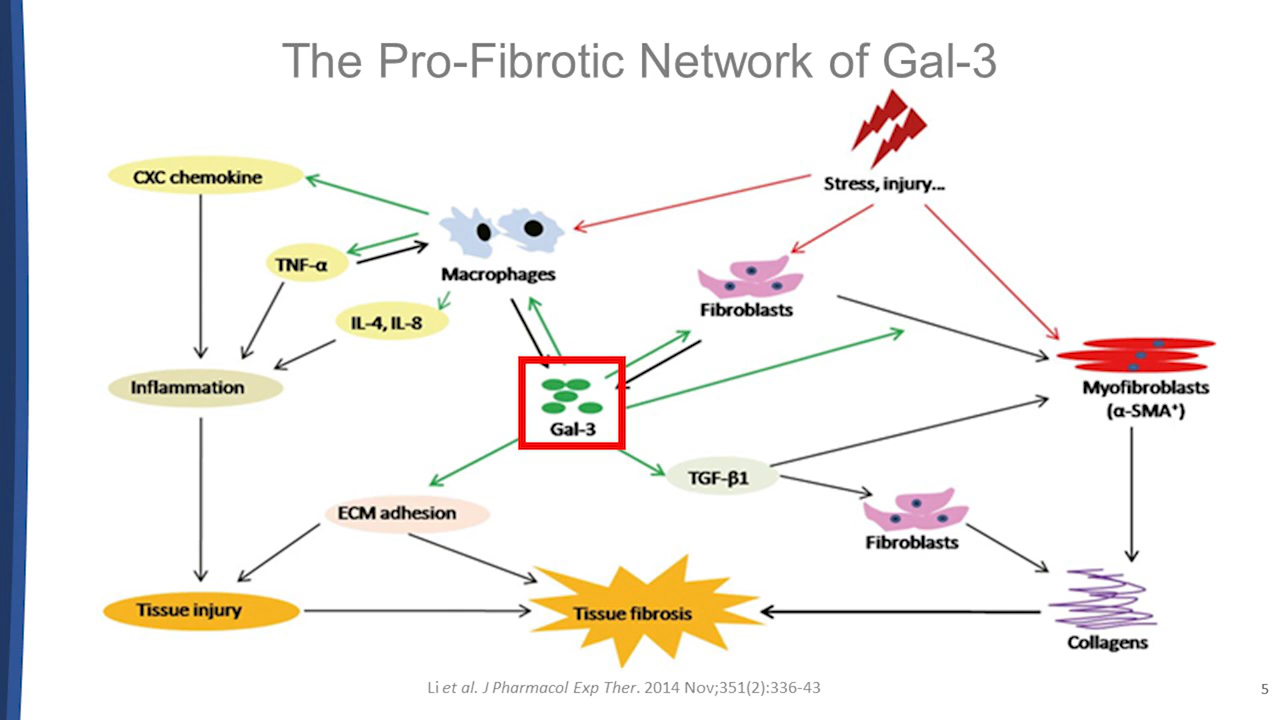 The Pro-Fibrotic Network of Gal-3
CXC chemokine
Stress, injury...
TNF-α
Macrophages
IL-4, IL-8
Fibroblasts
Inflammation
Myofibroblasts
(α-SMA⁺)
Gal-3
TGF-β1
ECM adhesion
Fibroblasts
Tissue injury
Tissue fibrosis
Collagens
Li et al. J Pharmacol Exp Ther. 2014 Nov;351(2):336-43
5